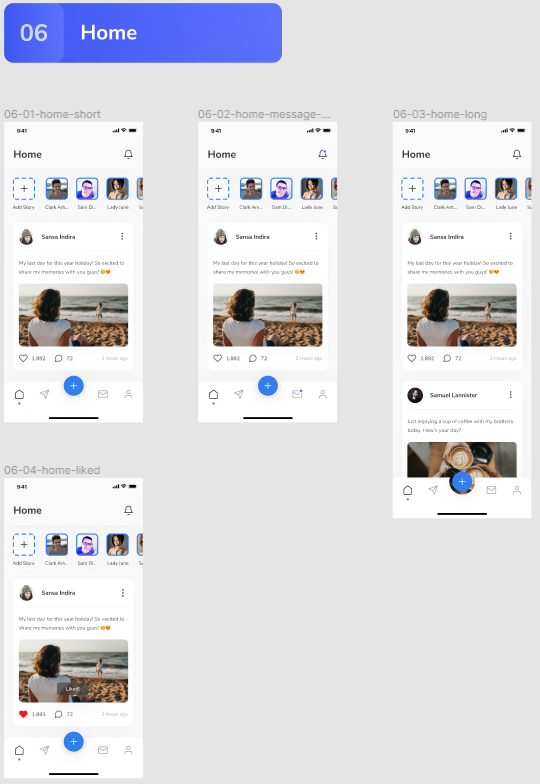 06
Home
06-01-home-short
9:41
Home
Add Story
Clark Am...
Sam Di...
Lady June
Sansa Indira
My last day for this year holiday! So excited to
share my memories with you guys! 😊😍
1.892
72
2 Hours ago
06-02-home-message-...
9:41
Home
Add Story
Clark Am...
Sam Di...
Lady June
Sansa Indira
My last day for this year holiday! So excited to
share my memories with you guys! 😊😍
1.892
72
2 Hours ago
06-03-home-long
9:41
Home
Add Story
Clark Am...
Sam Di...
Lady June
Sansa Indira
My last day for this year holiday! So excited to
share my memories with you guys! 😊😍
1.892
72
2 Hours ago
Samuel Lannister
Just enjoying a cup of coffee with my brothers
today. How's your day?
06-04-home-liked
9:41
Home
Add Story
Clark Am...
Sam Di...
Lady June
Sansa Indira
My last day for this year holiday! So excited to
share my memories with you guys! 😊😍
Liked!
1.893
72
2 Hours ago